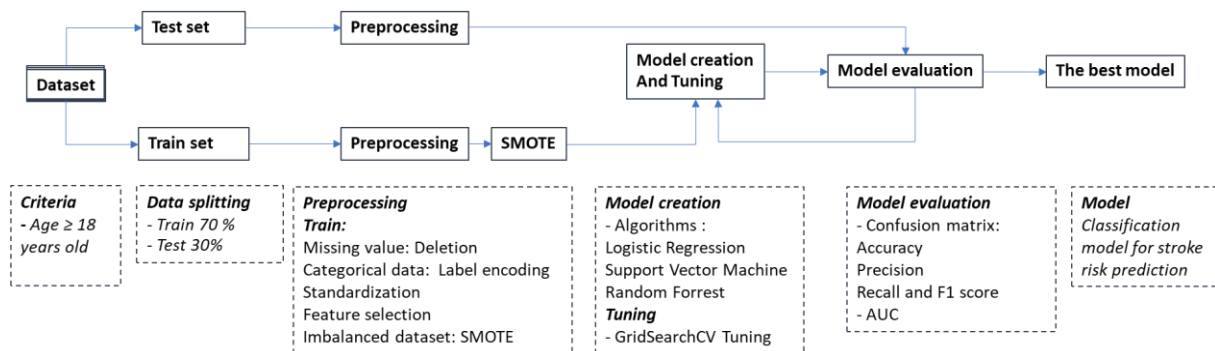 Test set
Preprocessing
Dataset
Model creation
And Tuning
Model evaluation
The best model
Train set
Preprocessing
SMOTE
Criteria
- Age ≥ 18
years old
Data splitting
- Train 70 %
- Test 30%
Preprocessing
Train:
Missing value: Deletion
Categorical data: Label encoding
Standardization
Feature selection
Imbalanced dataset: SMOTE
Model creation
- Algorithms :
Logistic Regression
Support Vector Machine
Random Forrest
Tuning
- GridSearchCV Tuning
Model evaluation
- Confusion matrix:
Accuracy
Precision
Recall and F1 score
- AUC
Model
Classification
model for stroke
risk prediction